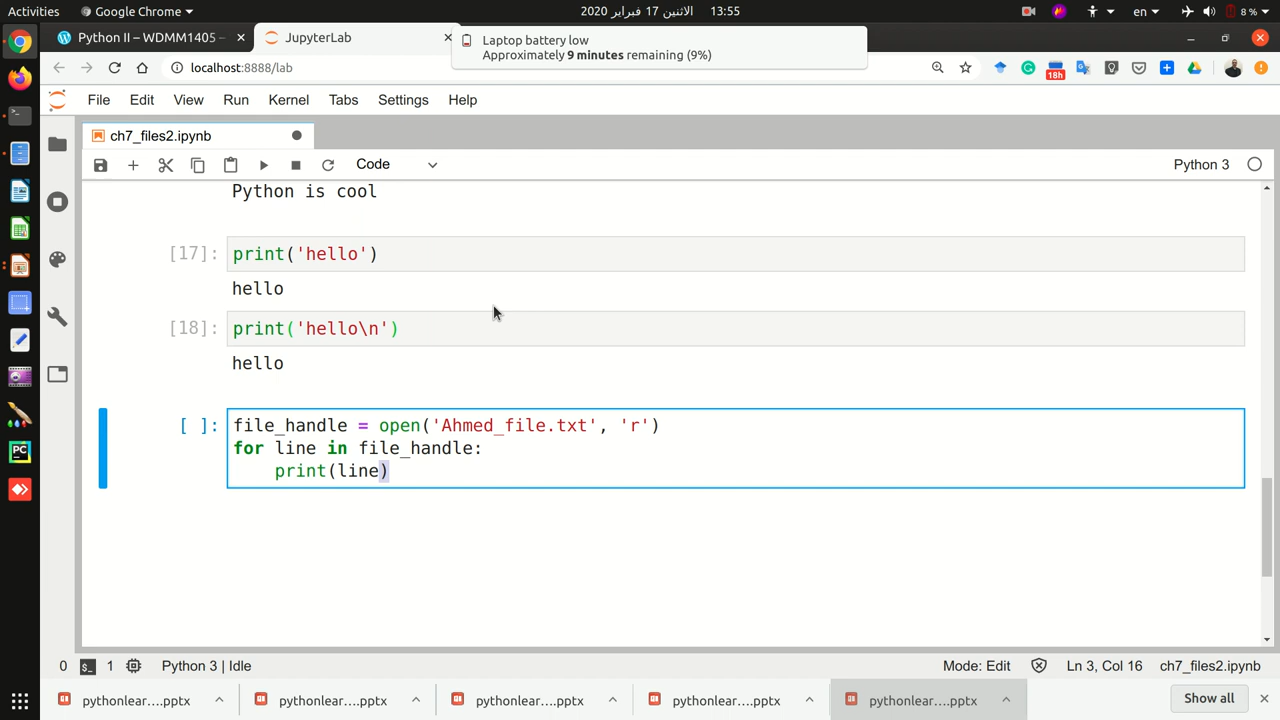 Activities
Google Chrome
الاثنين 17 فبراير 2020 13:55
en
8 %
Python II – WDMM1405 -
JupyterLab
Laptop battery low
Approximately 9 minutes remaining (9%)
localhost:8888/lab
18h
File Edit View Run Kernel Tabs Settings Help
ch7_files2.ipynb
Code
Python 3
Python is cool
[17]: print('hello')
hello
[18]: print('hello\n')
hello
[ ]: file_handle = open('Ahmed_file.txt', 'r')
for line in file_handle:
print(line)
0 $_ 1 Python 3 | Idle
Mode: Edit Ln 3, Col 16 ch7_files2.ipynb
pythonlear….pptx pythonlear….pptx pythonlear….pptx pythonlear….pptx pythonlear….pptx Show all